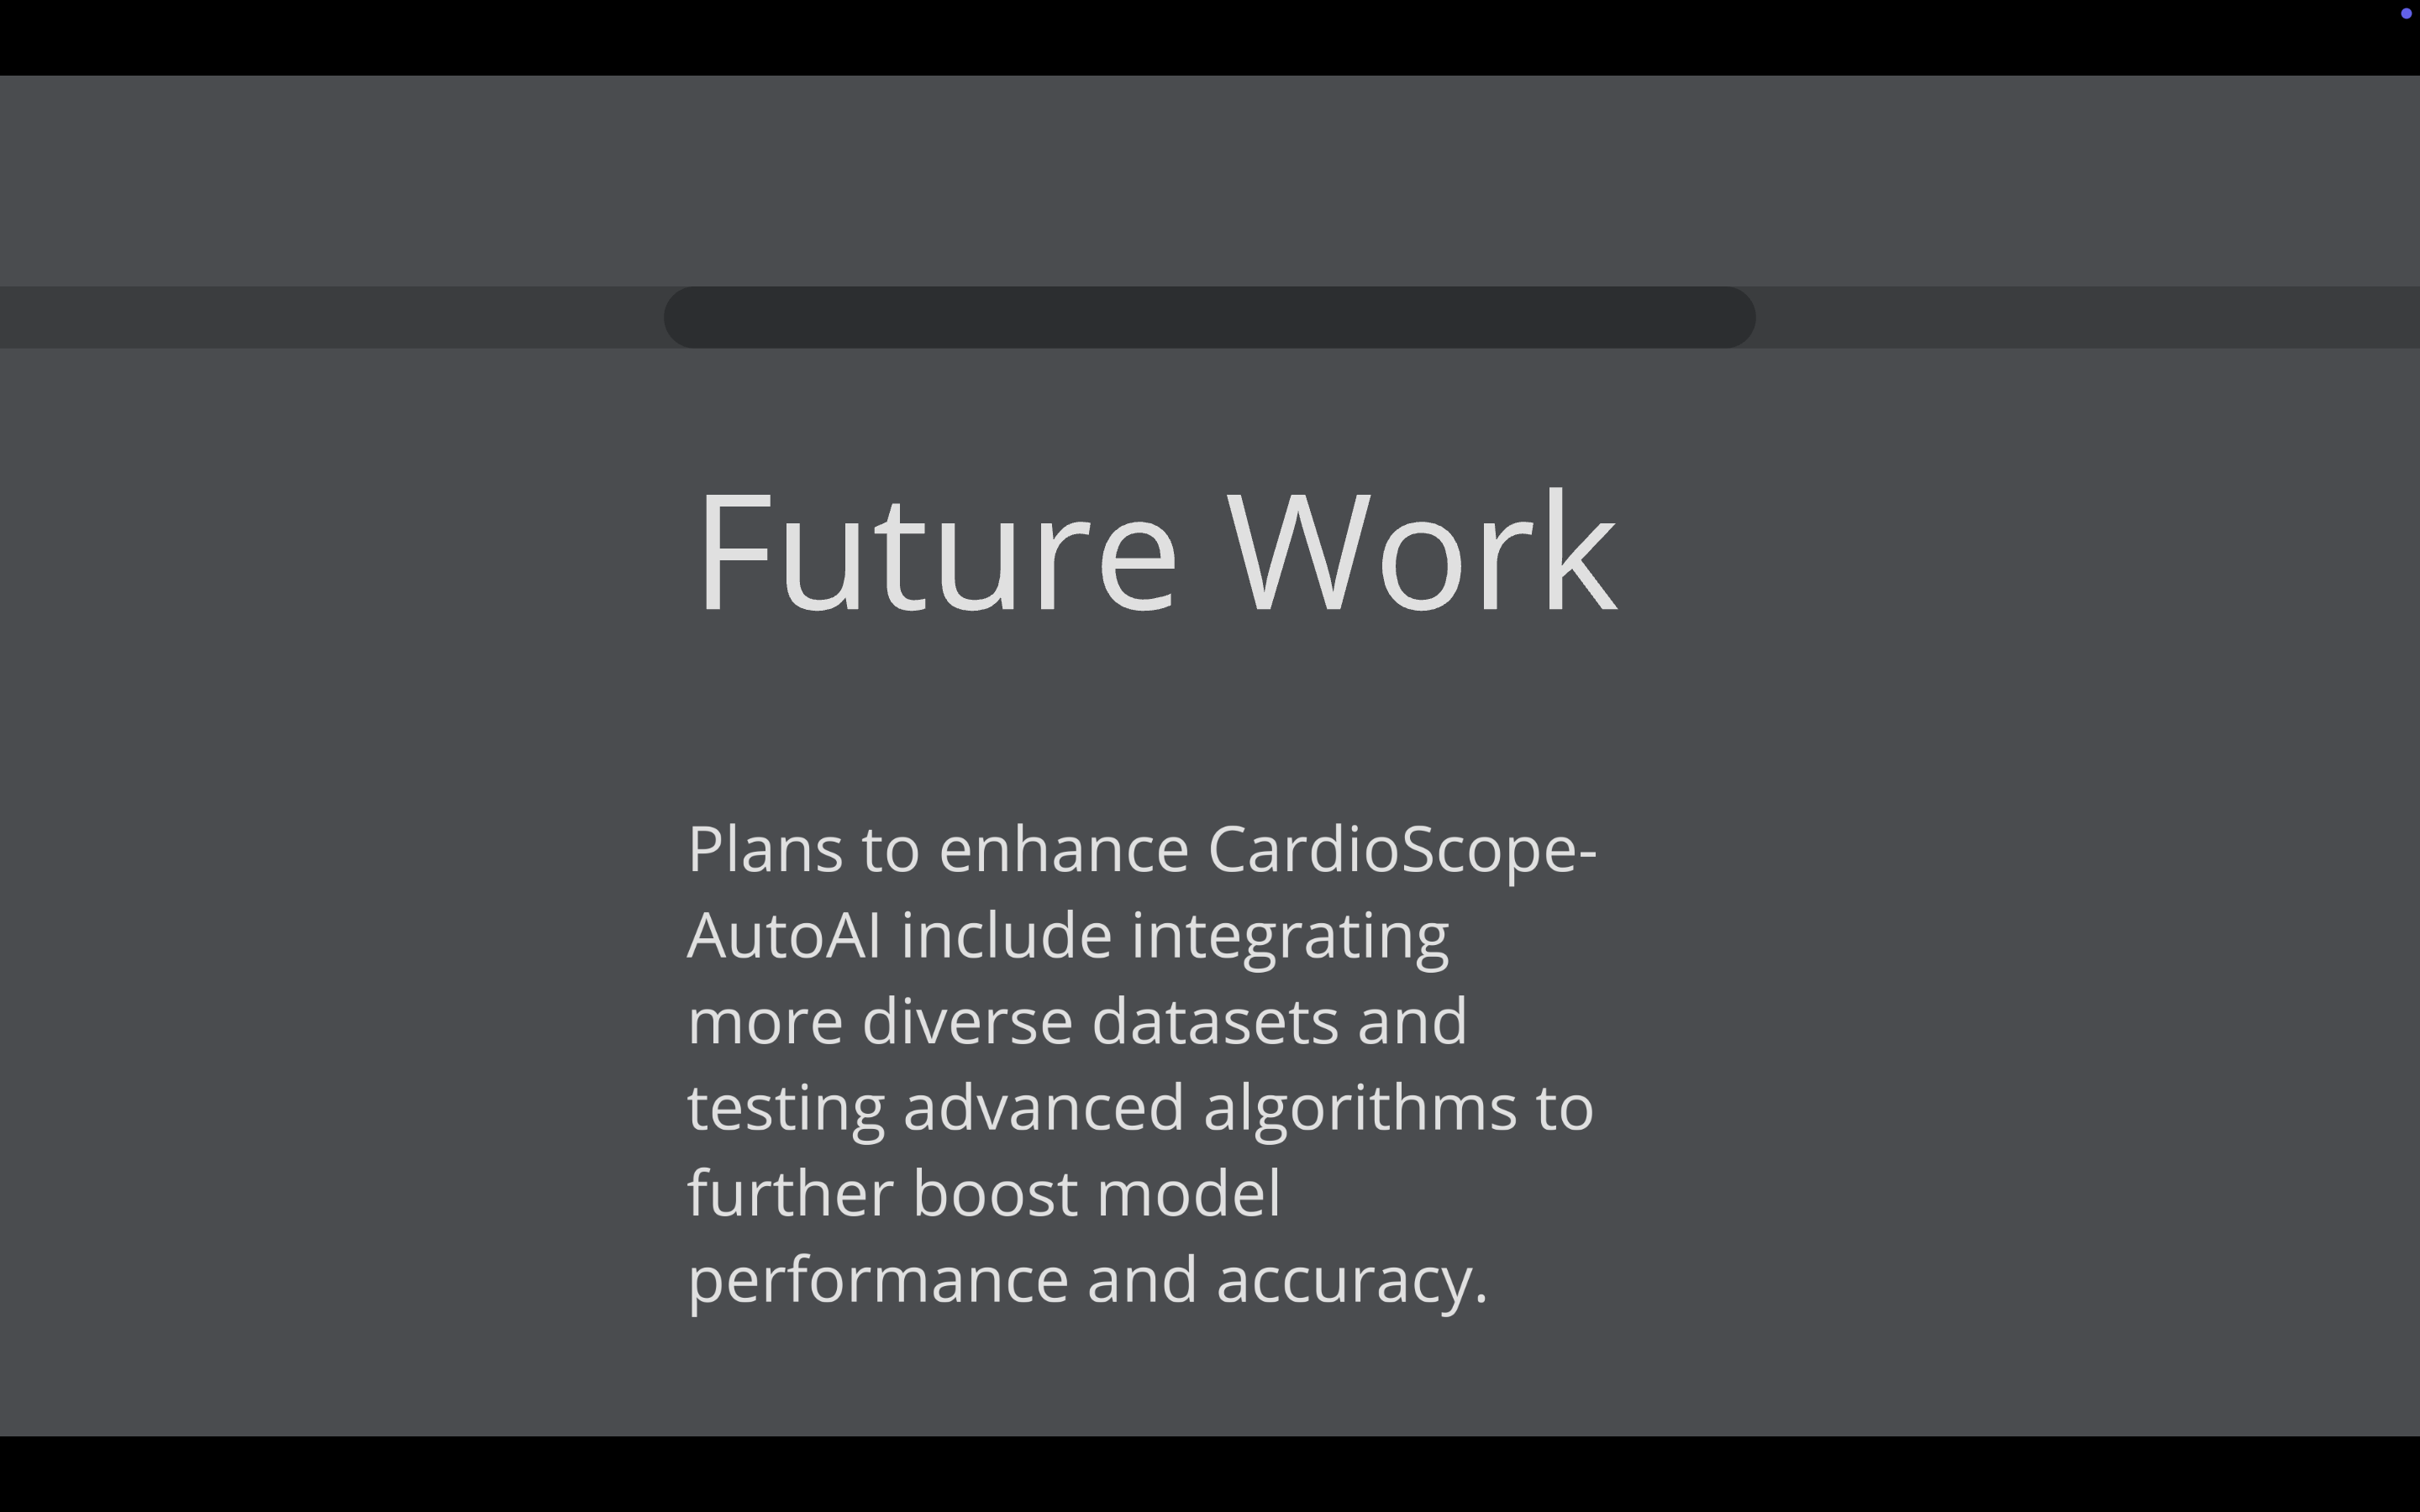 Future Work
Plans to enhance CardioScope-
AutoAI include integrating
more diverse datasets and
testing advanced algorithms to
further boost model
performance and accuracy.